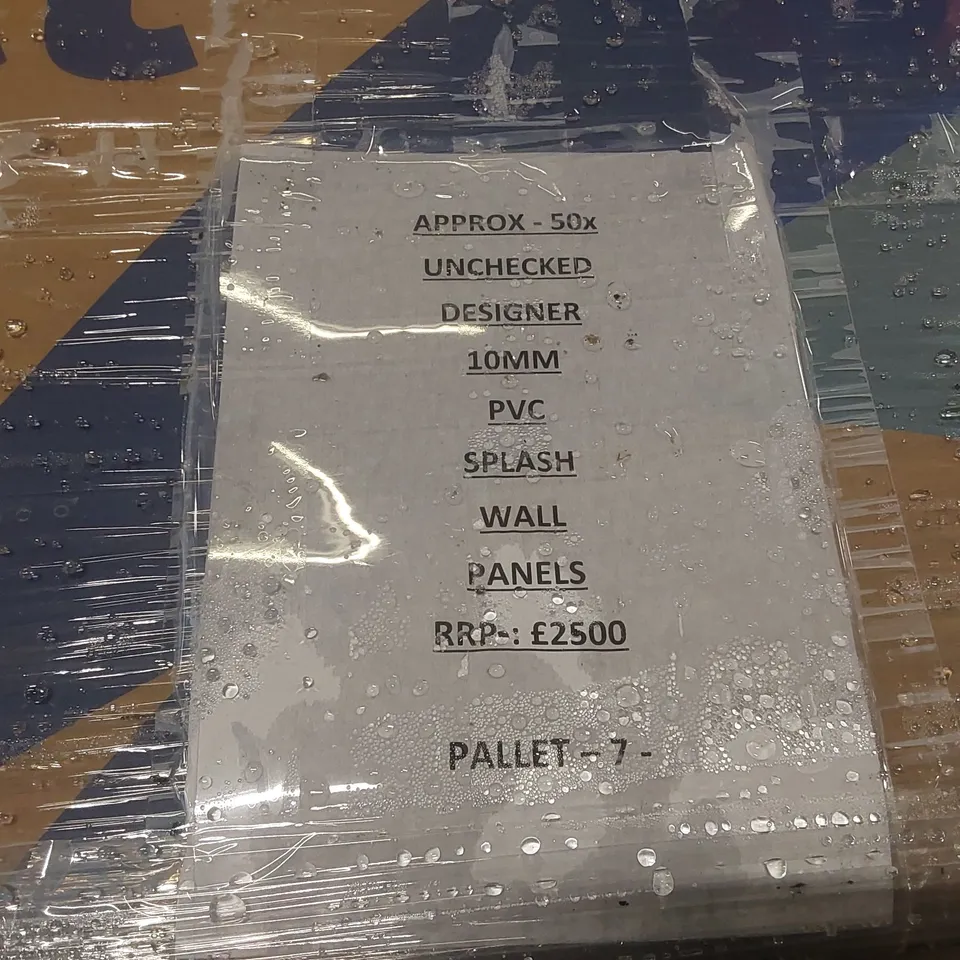 APPROX - 50x
UNCHECKED
DESIGNER
10MM
PVC
SPLASH
WALL
PANELS
RRP-: £2500
PALLET – 7 -